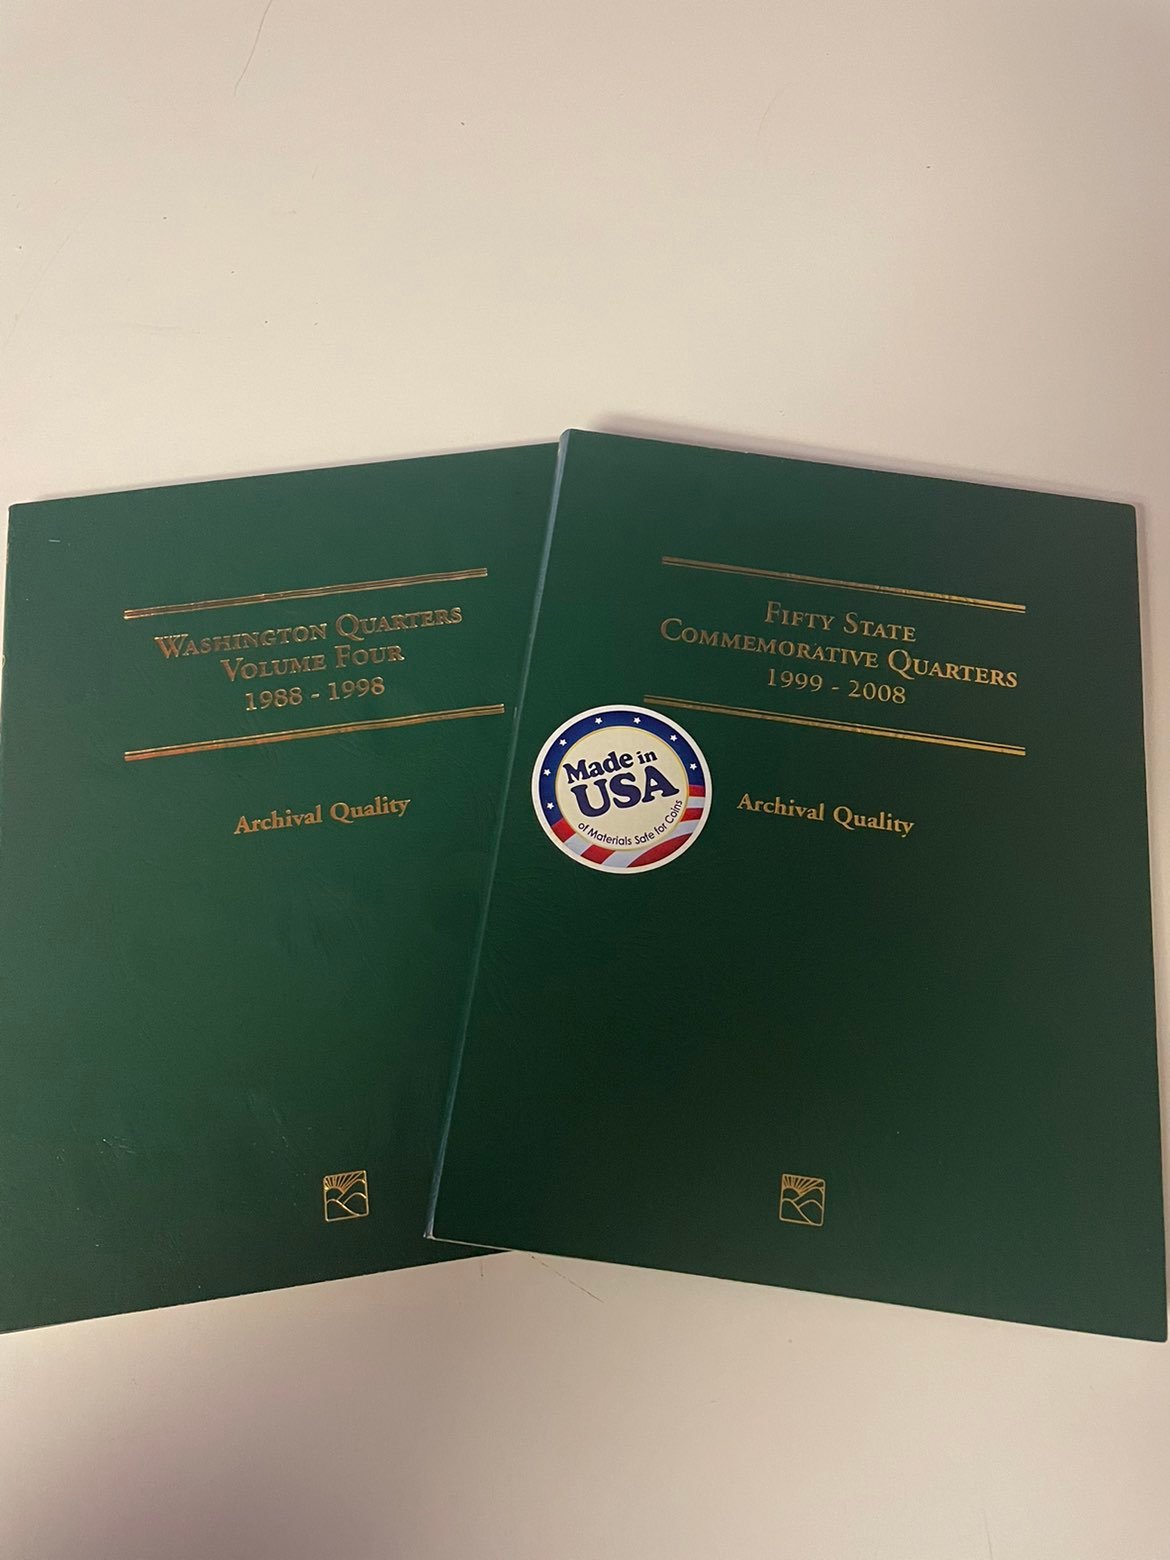 Washington Quarters
Volume Four
1988 - 1998
Archival Quality
Fifty State
Commemorative Quarters
1999 - 2008
Made in
USA
of Materials Safe for Coins
Archival Quality